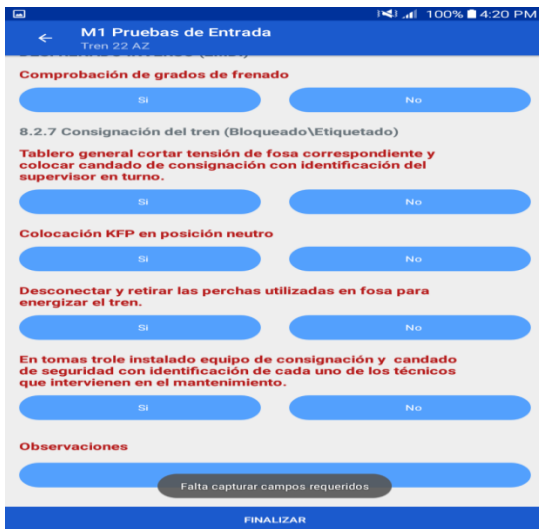 100% 4:20 PM
M1 Pruebas de Entrada
Tren 22 AZ
Comprobación de grados de frenado
Si No
8.2.7 Consignación del tren (Bloqueado\Etiquetado)
Tablero general cortar tensión de fosa correspondiente y
colocar candado de consignación con identificación del
supervisor en turno.
Si No
Colocación KFP en posición neutro
Si No
Desconectar y retirar las perchas utilizadas en fosa para
energizar el tren.
Si No
En tomas trole instalado equipo de consignación y candado
de seguridad con identificación de cada uno de los técnicos
que intervienen en el mantenimiento.
Si No
Observaciones
Falta capturar campos requeridos
FINALIZAR